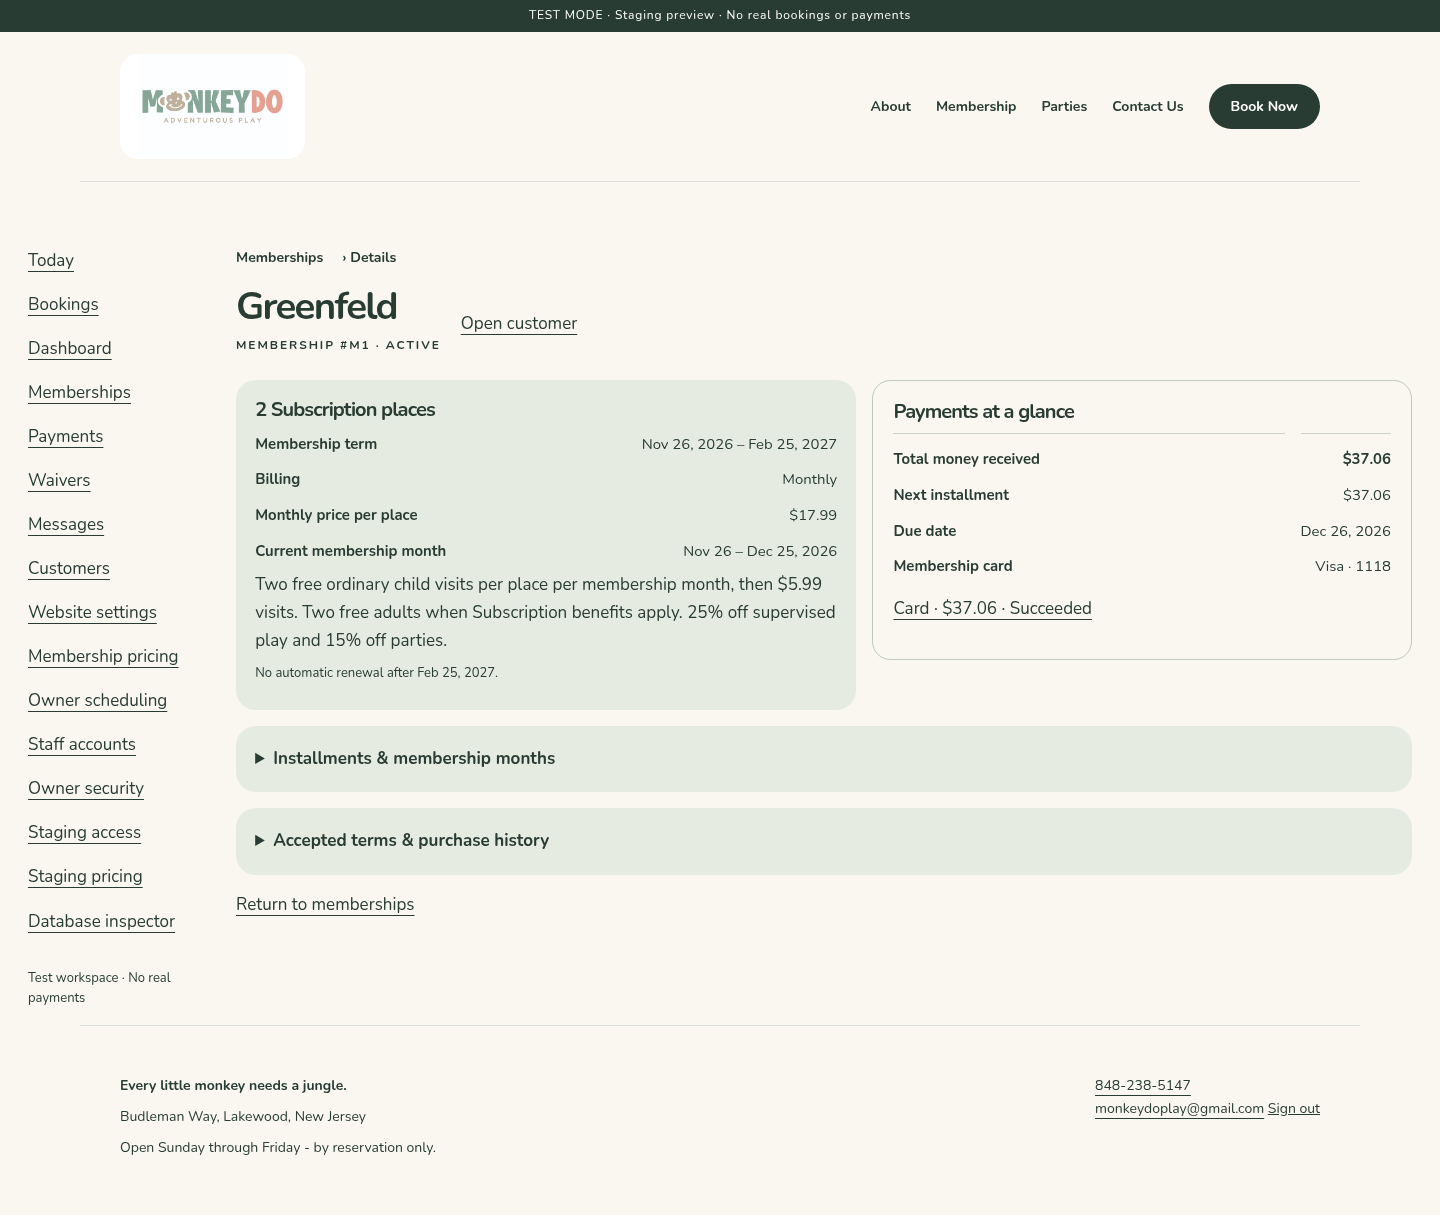 TEST MODE · Staging preview · No real bookings or payments
MONKEYDO
ADVENTUROUS PLAY
About Membership Parties Contact Us Book Now
Today
Bookings
Dashboard
Memberships
Payments
Waivers
Messages
Customers
Website settings
Membership pricing
Owner scheduling
Staff accounts
Owner security
Staging access
Staging pricing
Database inspector
Test workspace · No real
payments
Memberships › Details
Greenfeld
MEMBERSHIP #M1 · ACTIVE
Open customer
2 Subscription places
Membership term Nov 26, 2026 – Feb 25, 2027
Billing Monthly
Monthly price per place $17.99
Current membership month Nov 26 – Dec 25, 2026
Two free ordinary child visits per place per membership month, then $5.99
visits. Two free adults when Subscription benefits apply. 25% off supervised
play and 15% off parties.
No automatic renewal after Feb 25, 2027.
Payments at a glance
Total money received $37.06
Next installment $37.06
Due date Dec 26, 2026
Membership card Visa · 1118
Card · $37.06 · Succeeded
▶ Installments & membership months
▶ Accepted terms & purchase history
Return to memberships
Every little monkey needs a jungle.
Budleman Way, Lakewood, New Jersey
Open Sunday through Friday - by reservation only.
848-238-5147
monkeydoplay@gmail.com Sign out